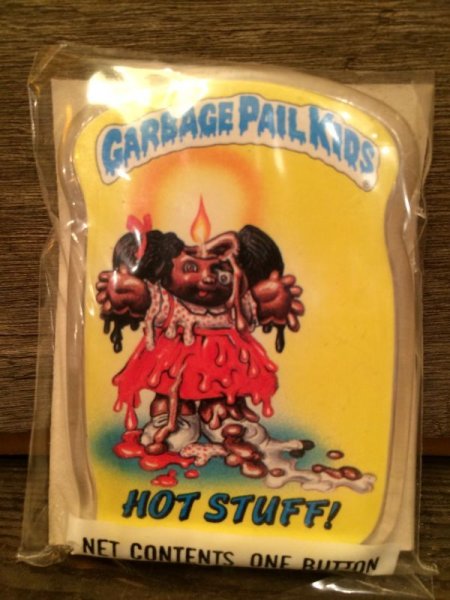 GARBAGE PAIL KIDS®
HOT STUFF!
NET CONTENTS ONE BUTTON